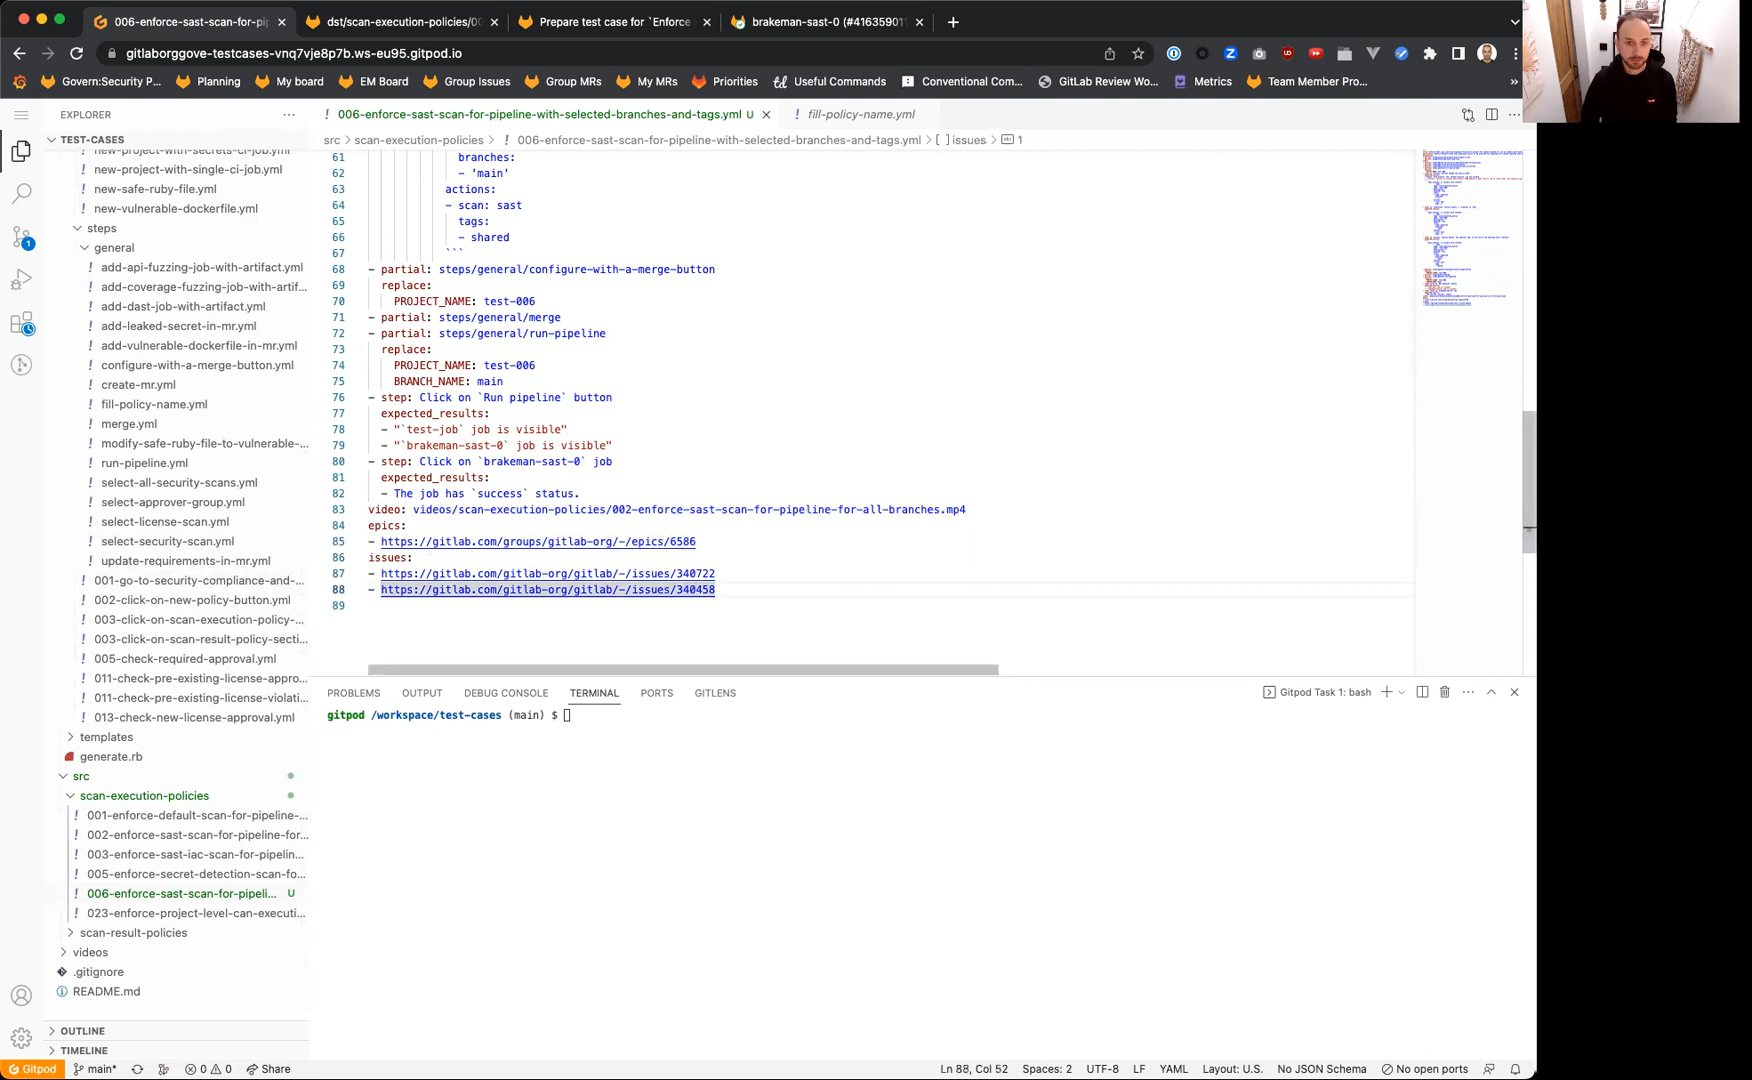 006-enforce-sast-scan-for-pip
dst/scan-execution-policies/00
Prepare test case for `Enforce
brakeman-sast-0 (#41635901
gitlaborggove-testcases-vnq7vje8p7b.ws-eu95.gitpod.io
Govern:Security P...
Planning
My board
EM Board
Group Issues
Group MRs
My MRs
Priorities
Useful Commands
Conventional Com...
GitLab Review Wo...
Metrics
Team Member Pro...
»
EXPLORER
006-enforce-sast-scan-for-pipeline-with-selected-branches-and-tags.yml U
fill-policy-name.yml
TEST-CASES
src > scan-execution-policies > ! 006-enforce-sast-scan-for-pipeline-with-selected-branches-and-tags.yml > [ ] issues > 1
new-project-with-secrets-ci-job.yml
new-project-with-single-ci-job.yml
new-safe-ruby-file.yml
new-vulnerable-dockerfile.yml
steps
general
add-api-fuzzing-job-with-artifact.yml
add-coverage-fuzzing-job-with-artif...
add-dast-job-with-artifact.yml
add-leaked-secret-in-mr.yml
add-vulnerable-dockerfile-in-mr.yml
configure-with-a-merge-button.yml
create-mr.yml
fill-policy-name.yml
merge.yml
modify-safe-ruby-file-to-vulnerable-...
run-pipeline.yml
select-all-security-scans.yml
select-approver-group.yml
select-license-scan.yml
select-security-scan.yml
update-requirements-in-mr.yml
001-go-to-security-compliance-and-...
002-click-on-new-policy-button.yml
003-click-on-scan-execution-policy-...
003-click-on-scan-result-policy-secti...
005-check-required-approval.yml
011-check-pre-existing-license-appro...
011-check-pre-existing-license-violati...
013-check-new-license-approval.yml
templates
generate.rb
src
scan-execution-policies
001-enforce-default-scan-for-pipeline-...
002-enforce-sast-scan-for-pipeline-for...
003-enforce-sast-iac-scan-for-pipelin...
005-enforce-secret-detection-scan-fo...
006-enforce-sast-scan-for-pipeli... U
023-enforce-project-level-can-executi...
scan-result-policies
videos
.gitignore
README.md
OUTLINE
TIMELINE
61 branches:
62 - 'main'
63 actions:
64 - scan: sast
65 tags:
66 - shared
67 ```
68 - partial: steps/general/configure-with-a-merge-button
69 replace:
70 PROJECT_NAME: test-006
71 - partial: steps/general/merge
72 - partial: steps/general/run-pipeline
73 replace:
74 PROJECT_NAME: test-006
75 BRANCH_NAME: main
76 - step: Click on `Run pipeline` button
77 expected_results:
78 - "`test-job` job is visible"
79 - "`brakeman-sast-0` job is visible"
80 - step: Click on `brakeman-sast-0` job
81 expected_results:
82 - The job has `success` status.
83 video: videos/scan-execution-policies/002-enforce-sast-scan-for-pipeline-for-all-branches.mp4
84 epics:
85 - https://gitlab.com/groups/gitlab-org/-/epics/6586
86 issues:
87 - https://gitlab.com/gitlab-org/gitlab/-/issues/340722
88 - https://gitlab.com/gitlab-org/gitlab/-/issues/340458
89
PROBLEMS
OUTPUT
DEBUG CONSOLE
TERMINAL
PORTS
GITLENS
Gitpod Task 1: bash
gitpod /workspace/test-cases (main) $
Gitpod
main*
0 0
Share
Ln 88, Col 52
Spaces: 2
UTF-8
LF
YAML
Layout: U.S.
No JSON Schema
No open ports